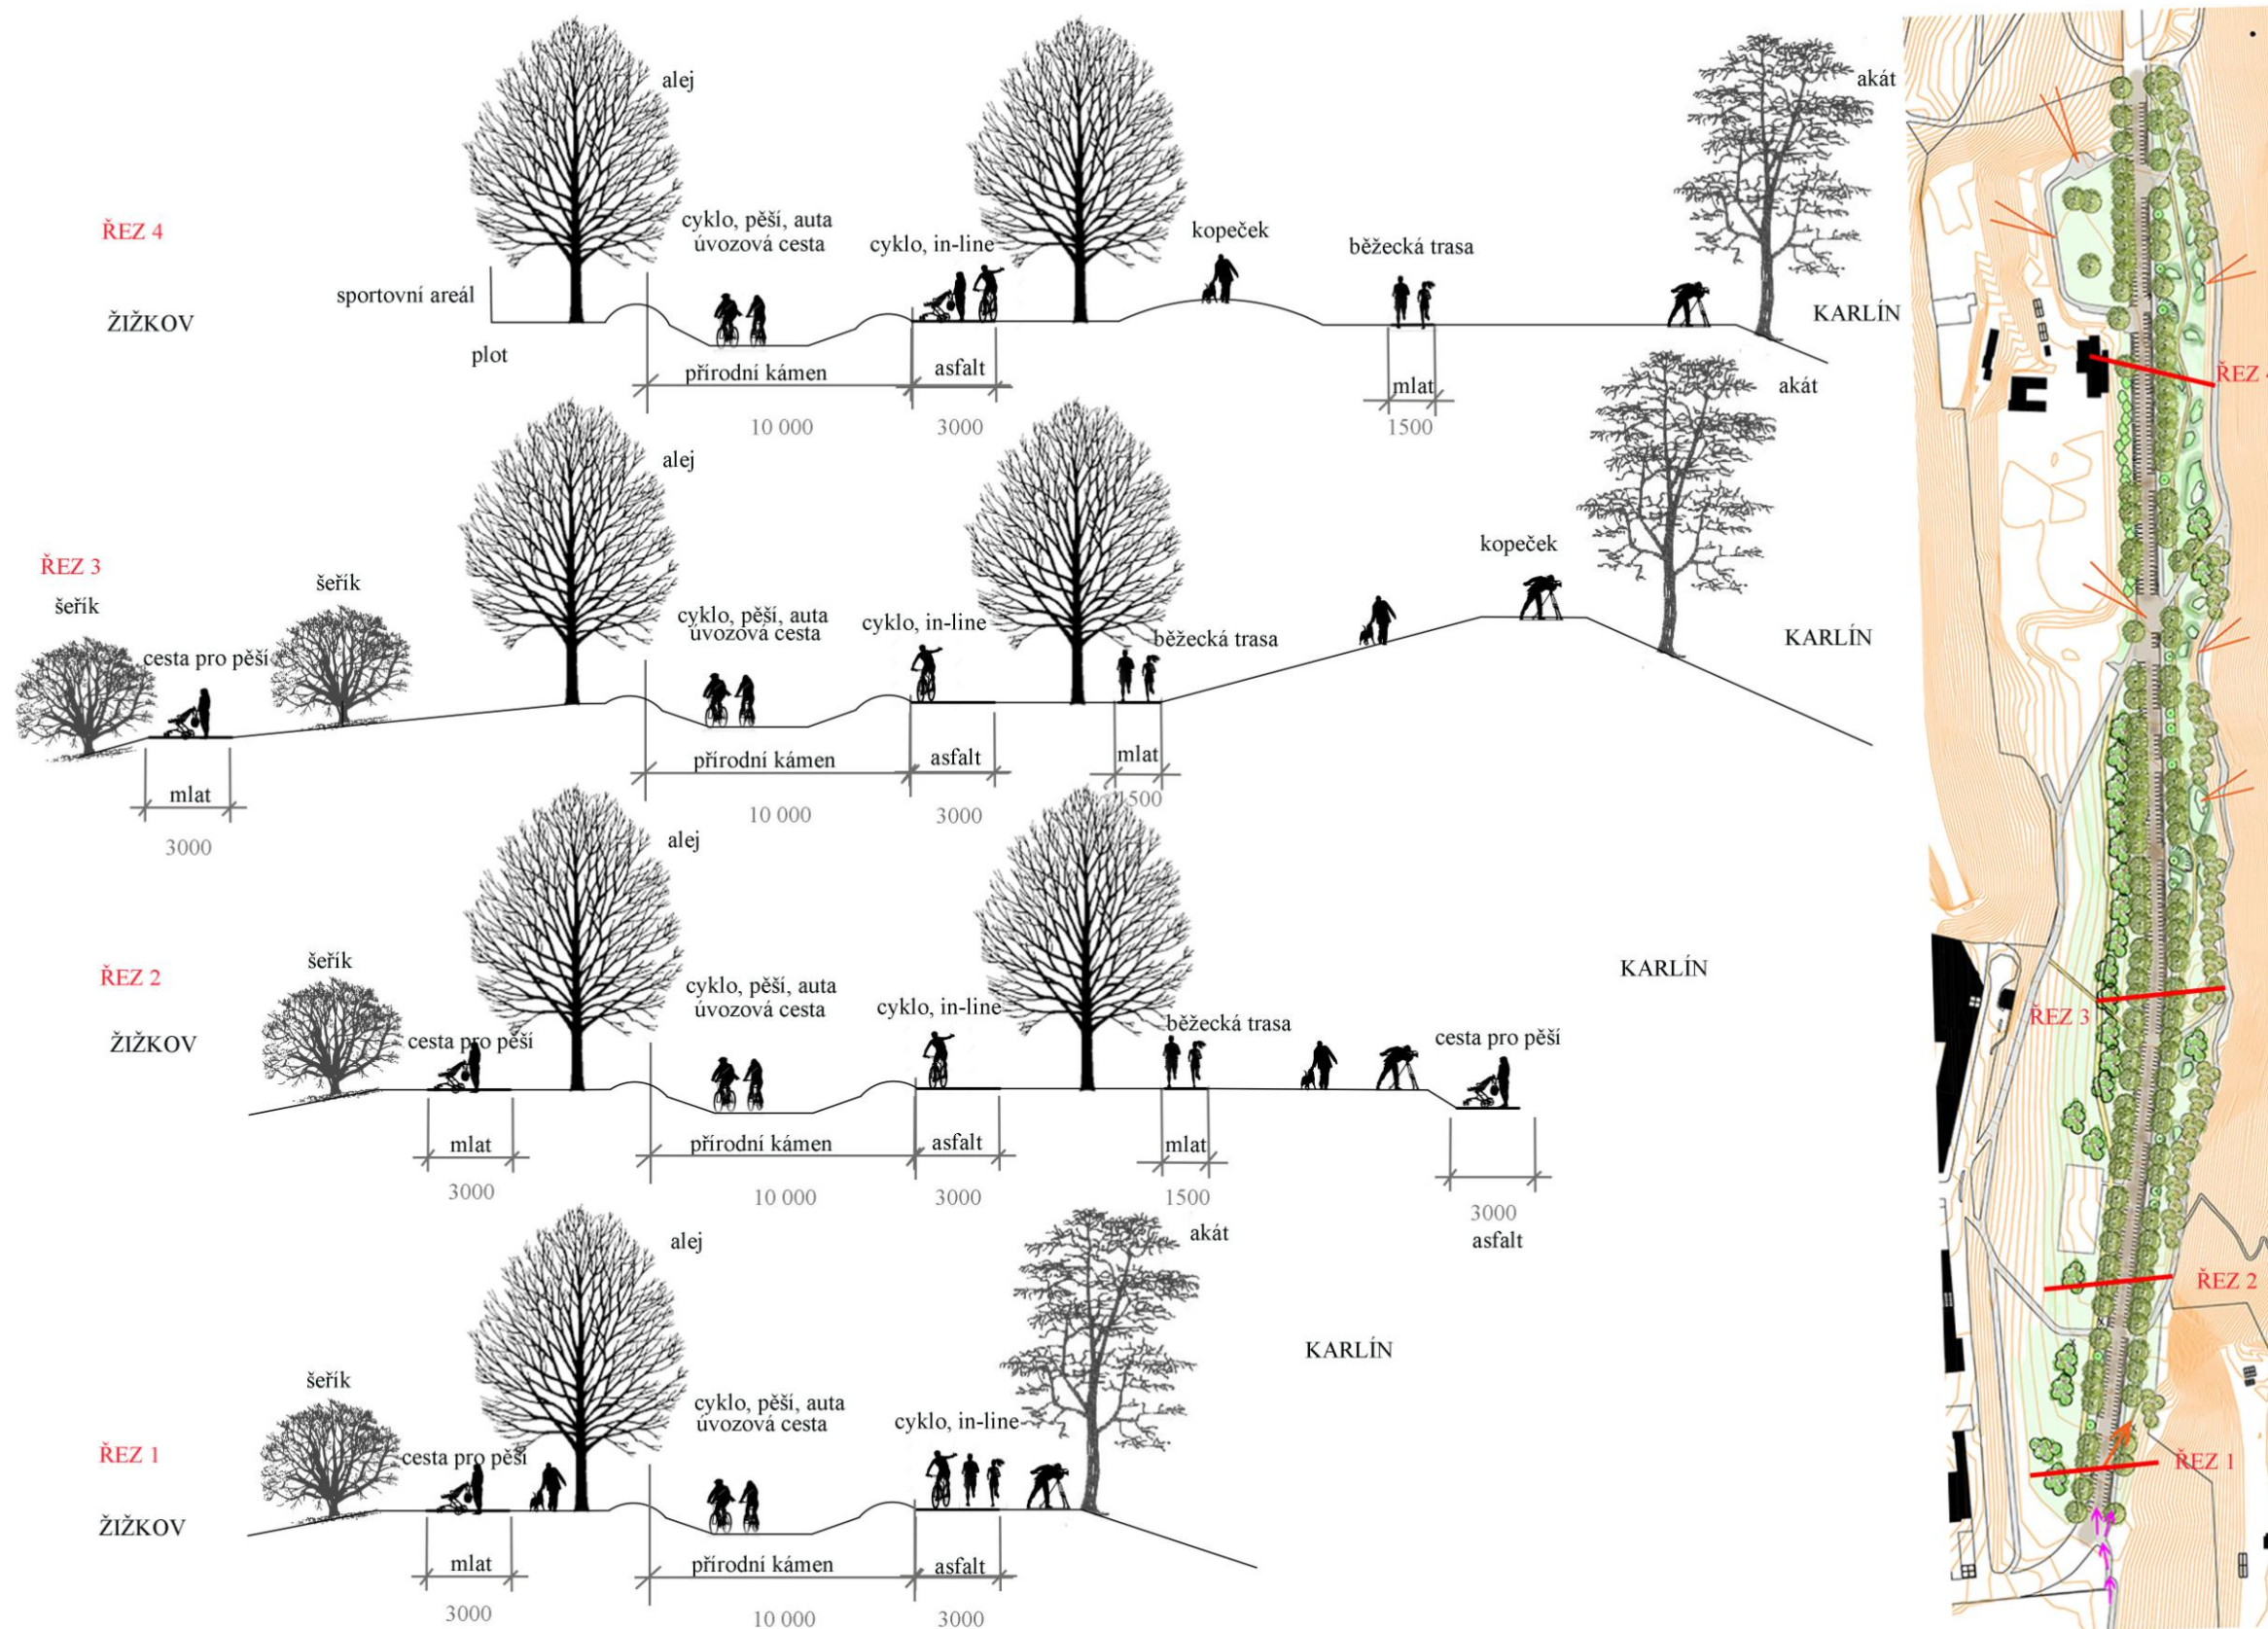 alej
akát
cyklo, pěší, auta
úvozová cesta
kopeček
ŘEZ 4
cyklo, in-line
běžecká trasa
sportovní areál
ŽIŽKOV
KARLÍN
plot
přírodní kámen
asfalt
mlat
10 000
3000
1500
akát
alej
kopeček
ŘEZ 3
šeřík
šeřík
cyklo, pěší, auta
úvozová cesta
cyklo, in-line
běžecká trasa
KARLÍN
cesta pro pěší
přírodní kámen
asfalt
mlat
mlat
10 000
3000
1500
3000
alej
šeřík
KARLÍN
ŘEZ 2
cyklo, pěší, auta
úvozová cesta
cyklo, in-line
běžecká trasa
ŽIŽKOV
cesta pro pěší
cesta pro pěší
mlat
přírodní kámen
asfalt
mlat
3000
10 000
3000
1500
3000
asfalt
alej
akát
KARLÍN
šeřík
cyklo, pěší, auta
úvozová cesta
cyklo, in-line
ŘEZ 1
cesta pro pěší
ŽIŽKOV
mlat
přírodní kámen
asfalt
3000
10 000
3000
ŘEZ 4
ŘEZ 3
ŘEZ 2
ŘEZ 1